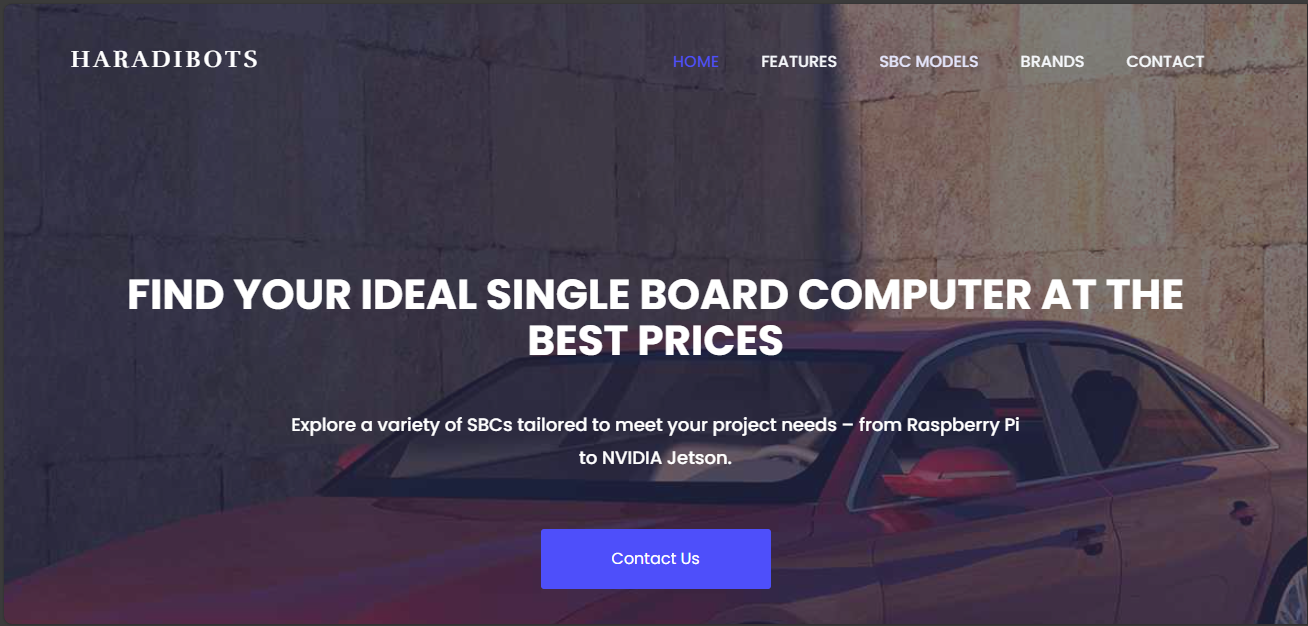 HARADIBOTS
HOME FEATURES SBC MODELS BRANDS CONTACT
FIND YOUR IDEAL SINGLE BOARD COMPUTER AT THE
BEST PRICES
Explore a variety of SBCs tailored to meet your project needs – from Raspberry Pi
to NVIDIA Jetson.
Contact Us